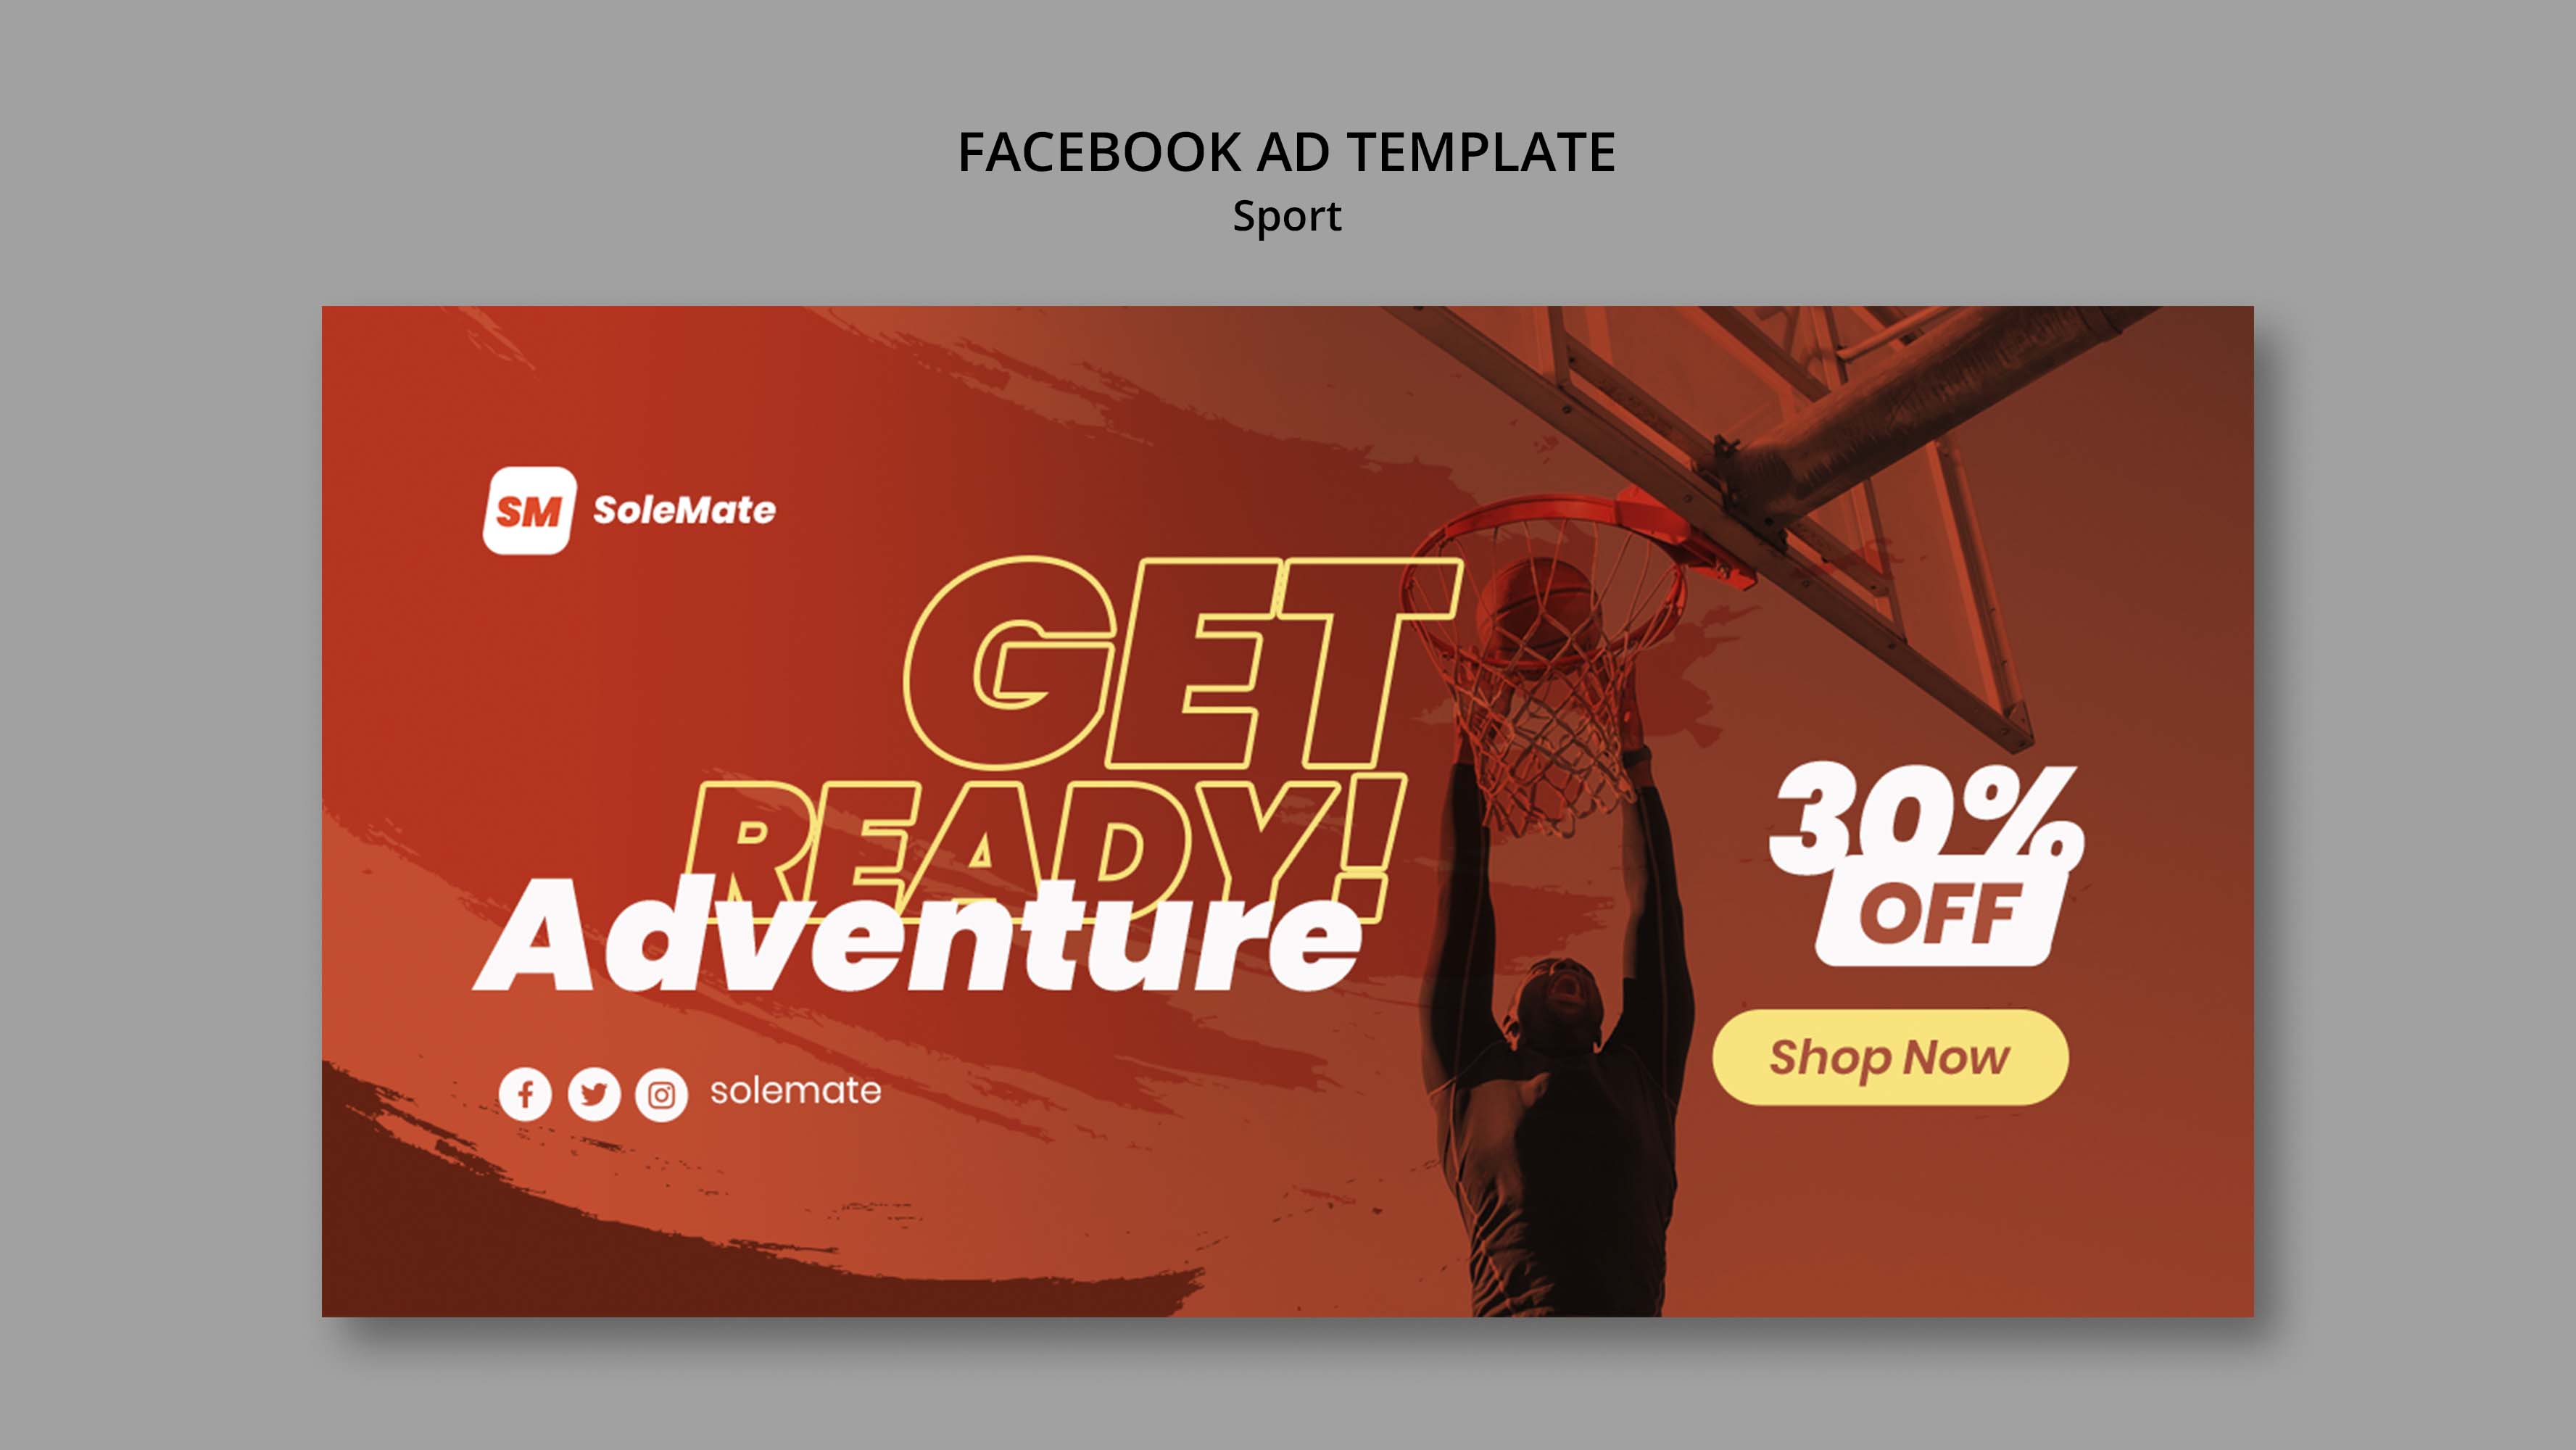 FACEBOOK AD TEMPLATE
Sport
SM SoleMate
GET
READY!
Adventure
solemate
30%
OFF
Shop Now